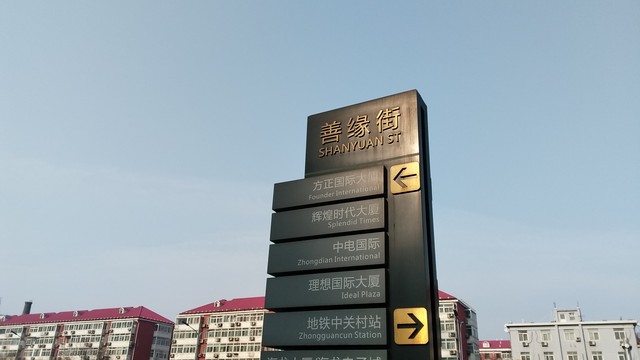 善缘街
SHANYUAN ST
方正国际大
Founder International
辉煌时代大厦
Splendid Times
中电国际
Zhongdian International
理想国际大厦
Ideal Plaza
地铁中关村站
Zhongguancun Station